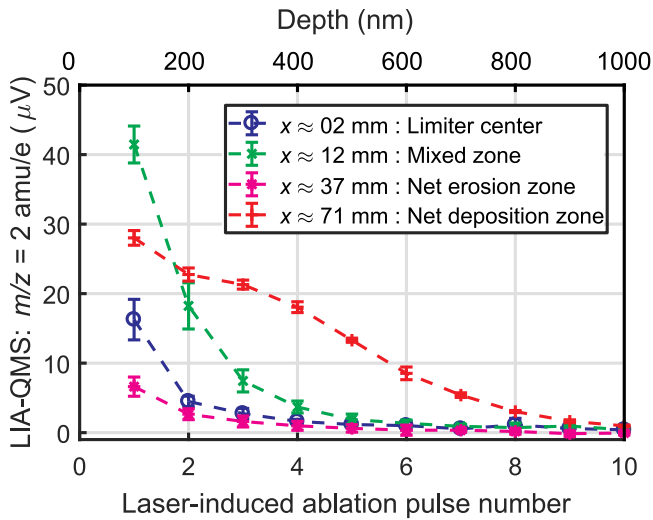 Depth (nm)
0 200 400 600 800 1000
LIA-QMS: m/z = 2 amu/e (μV)
50
40
30
20
10
0
x ≈ 02 mm : Limiter center
x ≈ 12 mm : Mixed zone
x ≈ 37 mm : Net erosion zone
x ≈ 71 mm : Net deposition zone
0 2 4 6 8 10
Laser-induced ablation pulse number